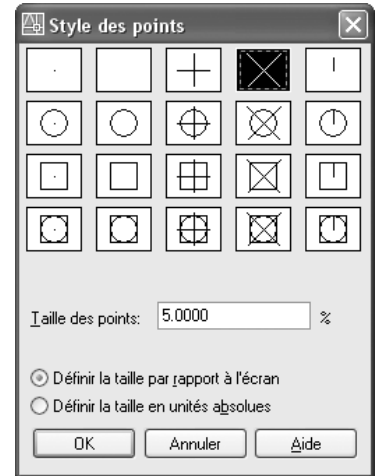 Style des points
Taille des points: 5.0000 %
Définir la taille par rapport à l'écran
Définir la taille en unités absolues
OK Annuler Aide